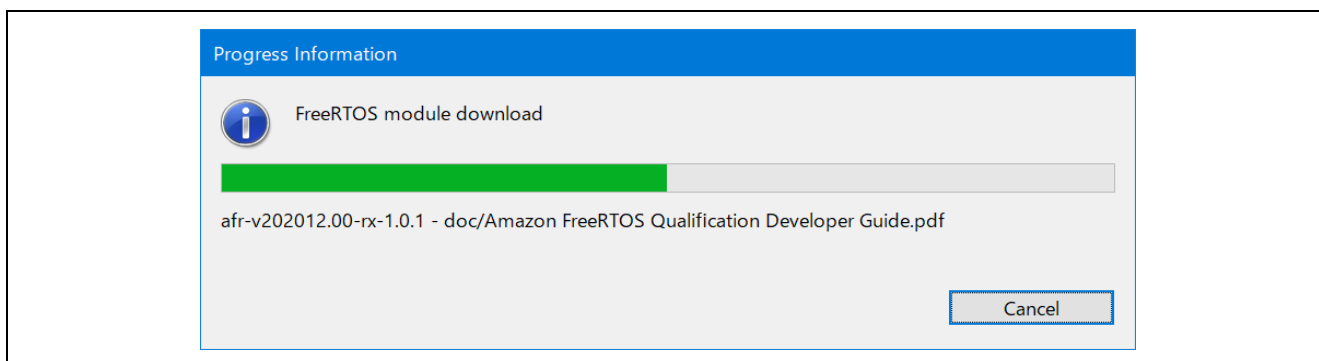 Progress Information
FreeRTOS module download
afr-v202012.00-rx-1.0.1 - doc/Amazon FreeRTOS Qualification Developer Guide.pdf
Cancel